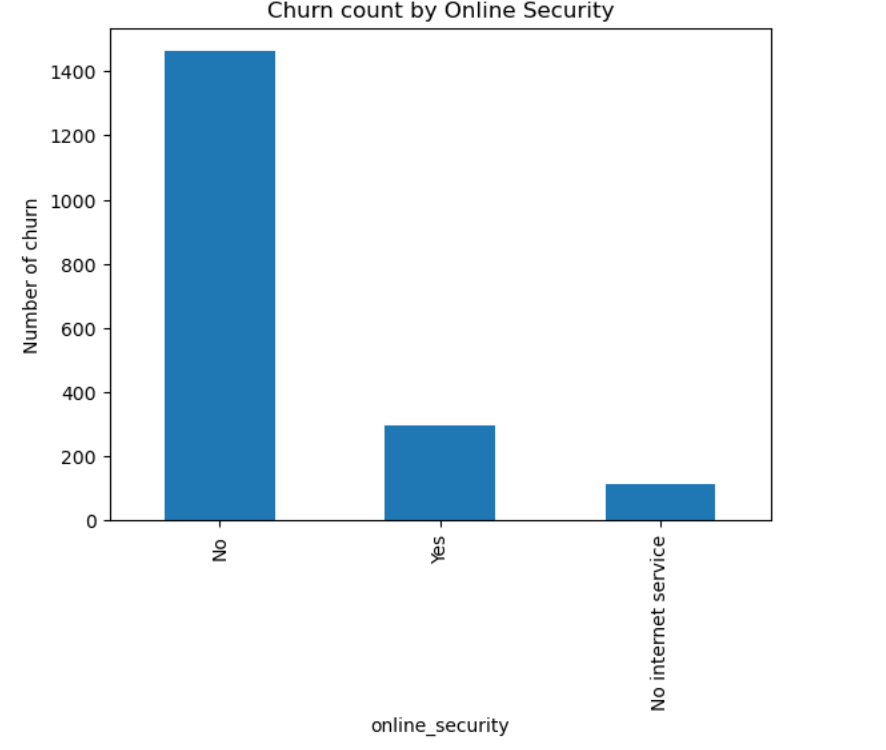 Churn count by Online Security
Number of churn
1400
1200
1000
800
600
400
200
0
No
Yes
No internet service
online_security